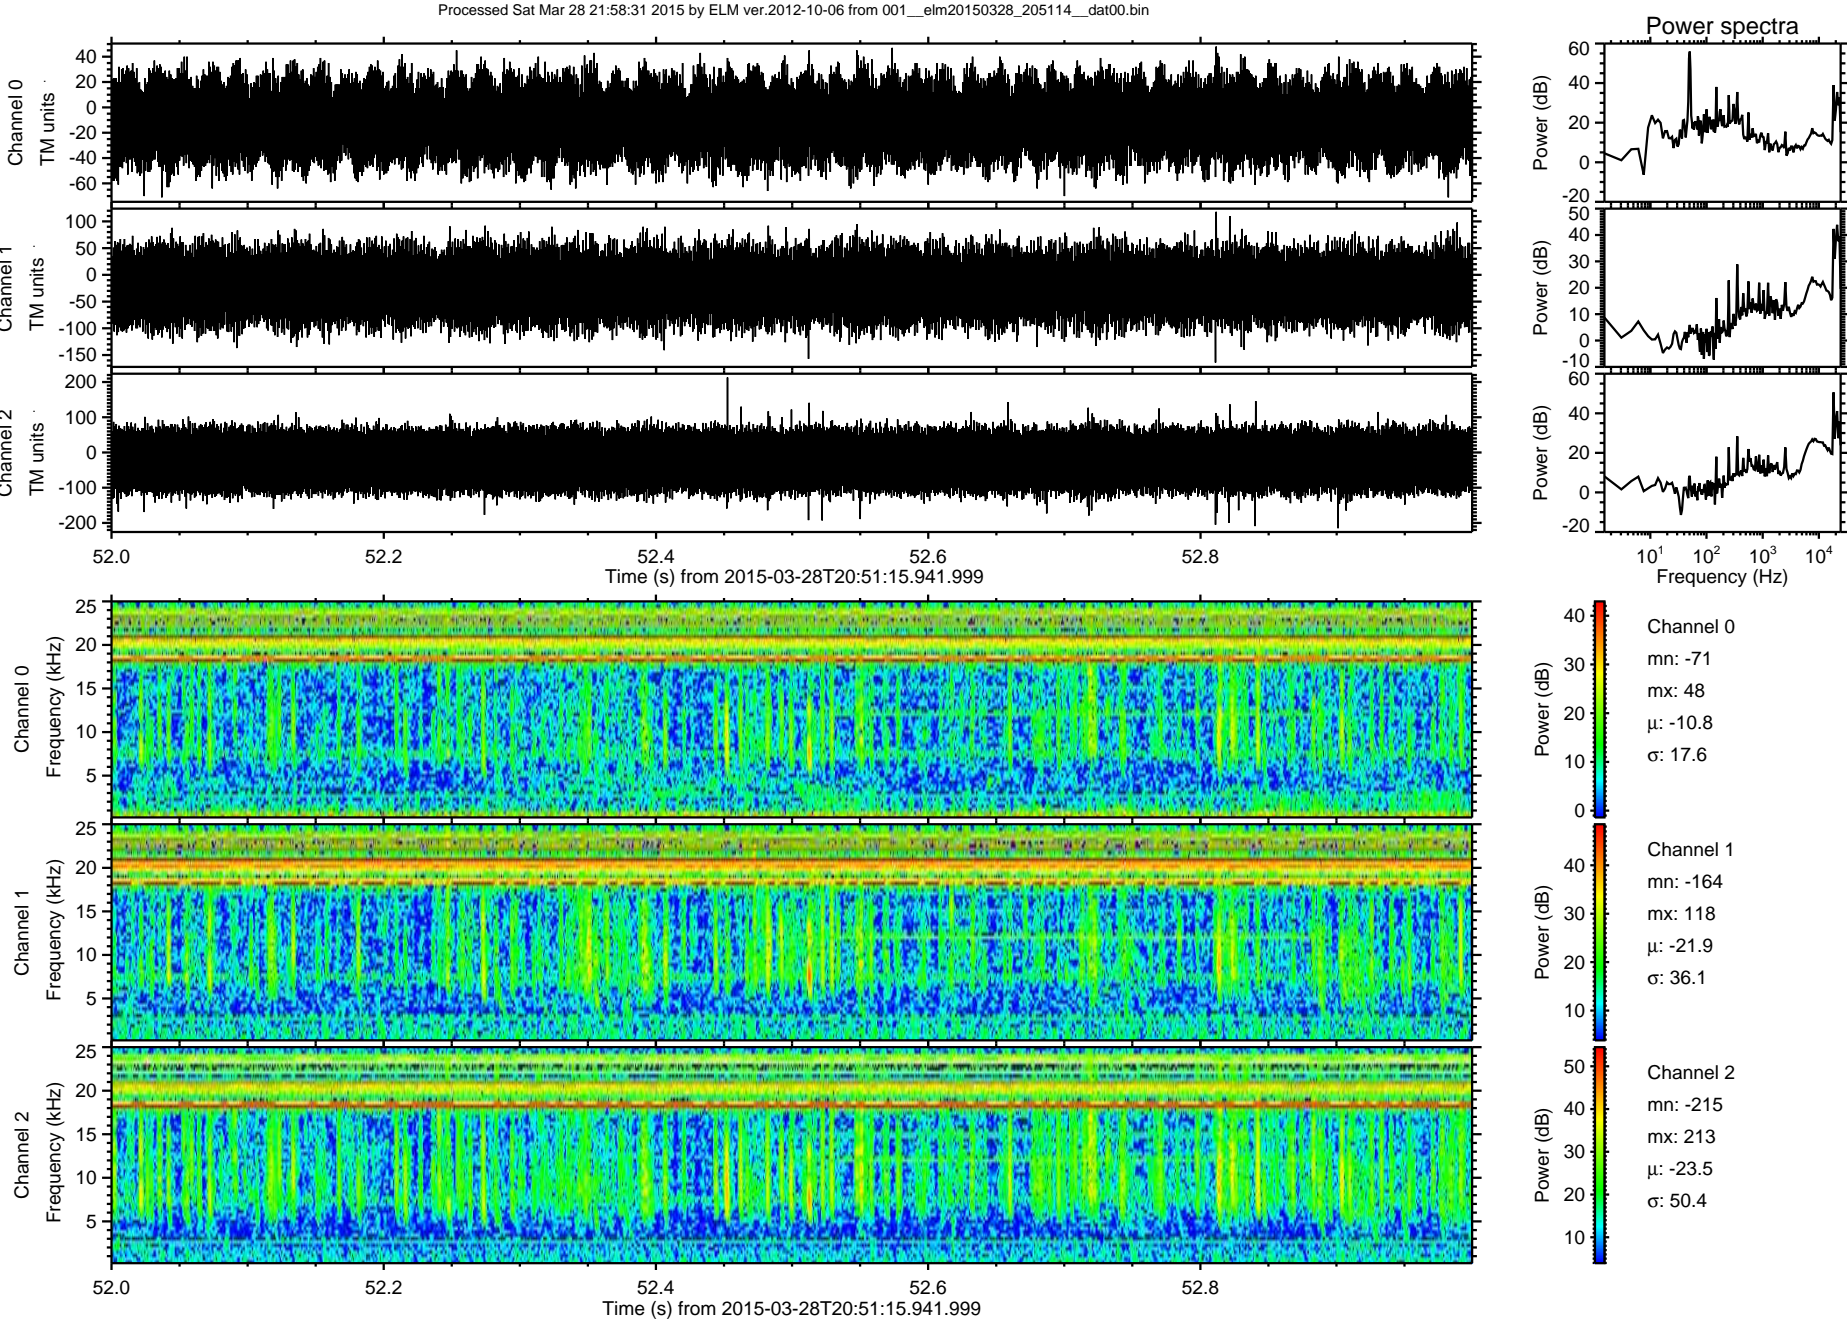 Processed Sat Mar 28 21:58:31 2015 by ELM ver.2012-10-06 from 001__elm20150328_205114__dat00.bin
Power spectra
Channel 0
TM units
40
20
0
-20
-40
-60
Power (dB)
60
40
20
0
-20
Channel 1
TM units
100
50
0
-50
-100
-150
Power (dB)
50
40
30
20
10
0
-10
Channel 2
TM units
200
100
0
-100
-200
Power (dB)
60
40
20
0
-20
52.0 52.2 52.4 52.6 52.8
Time (s) from 2015-03-28T20:51:15.941.999
10¹ 10² 10³ 10⁴
Frequency (Hz)
Channel 0
Frequency (kHz)
25
20
15
10
5
Power (dB)
40
30
20
10
0
Channel 0
mn: -71
mx: 48
μ: -10.8
σ: 17.6
Channel 1
Frequency (kHz)
25
20
15
10
5
Power (dB)
40
30
20
10
Channel 1
mn: -164
mx: 118
μ: -21.9
σ: 36.1
Channel 2
Frequency (kHz)
25
20
15
10
5
Power (dB)
50
40
30
20
10
Channel 2
mn: -215
mx: 213
μ: -23.5
σ: 50.4
52.0 52.2 52.4 52.6 52.8
Time (s) from 2015-03-28T20:51:15.941.999